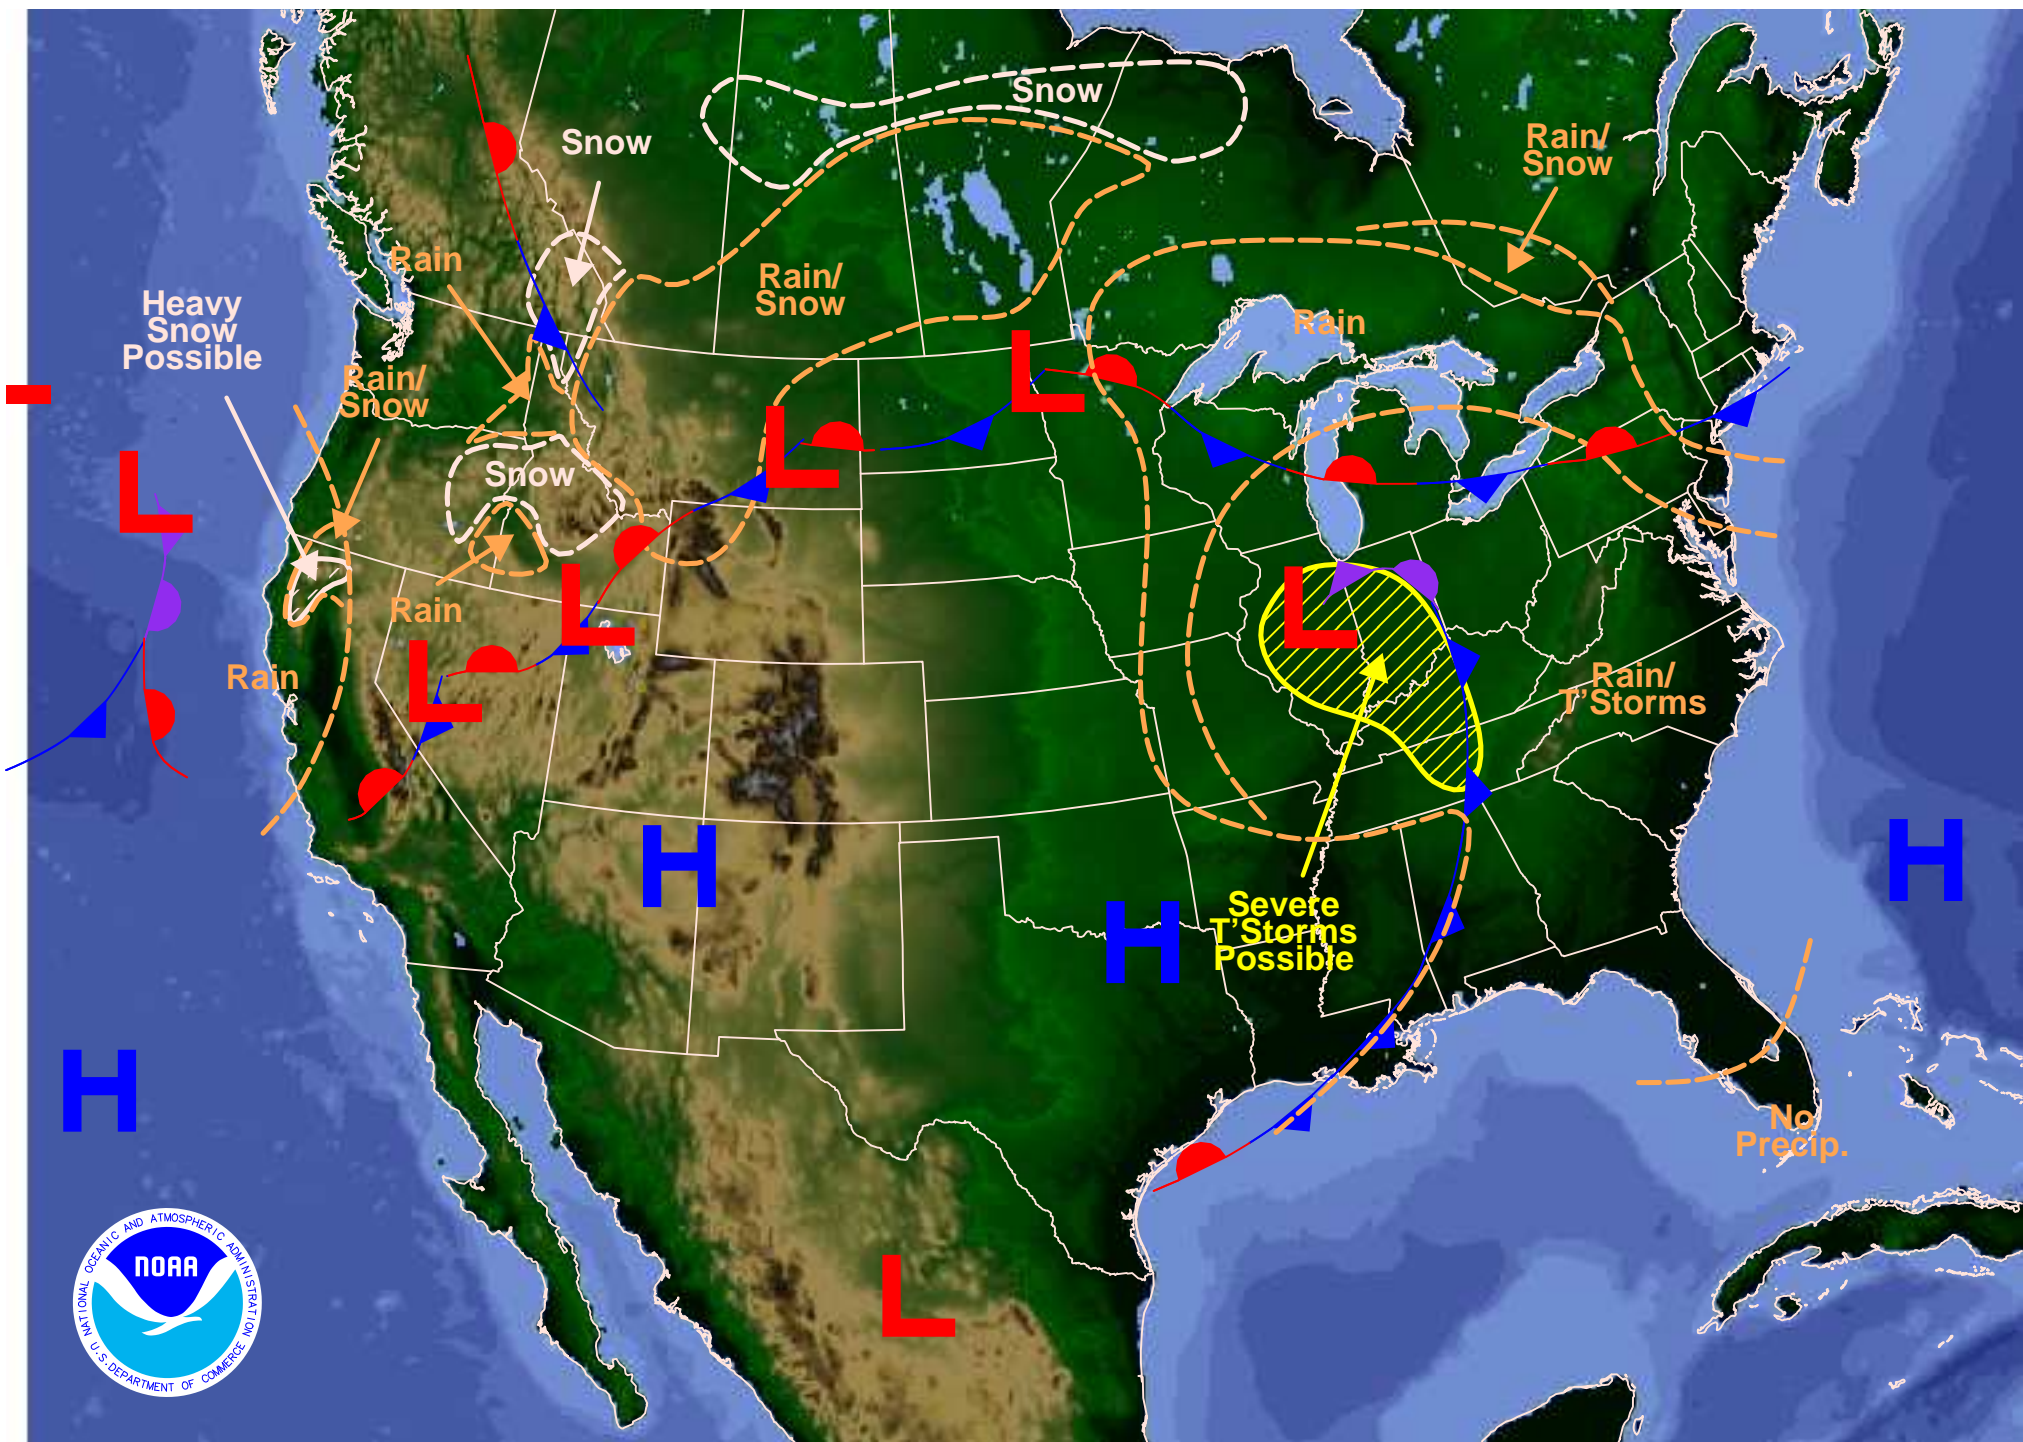 Snow
Snow
Rain/
Snow
Rain
Heavy
Snow
Possible
Rain/
Snow
Rain/
Snow
Rain
Snow
L
L
L
L
Rain
L
L
L
Rain
Rain/
T'Storms
H
H
H
Severe
T'Storms
Possible
H
No
Precip.
L
NATIONAL OCEANIC AND ATMOSPHERIC ADMINISTRATION
NOAA
U.S. DEPARTMENT OF COMMERCE